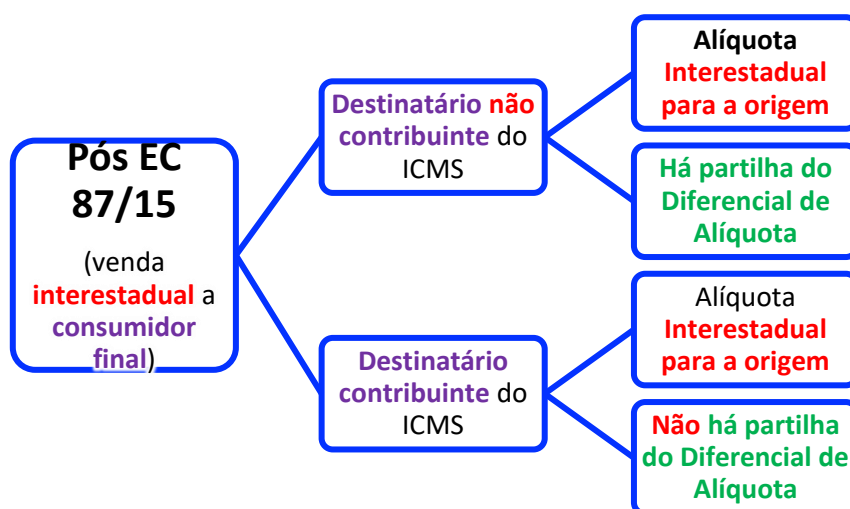 Pós EC
87/15
(venda
interestadual a
consumidor
final)
Destinatário não
contribuinte do
ICMS
Alíquota
Interestadual
para a origem
Há partilha do
Diferencial de
Alíquota
Destinatário
contribuinte do
ICMS
Alíquota
Interestadual
para a origem
Não há partilha
do Diferencial de
Alíquota